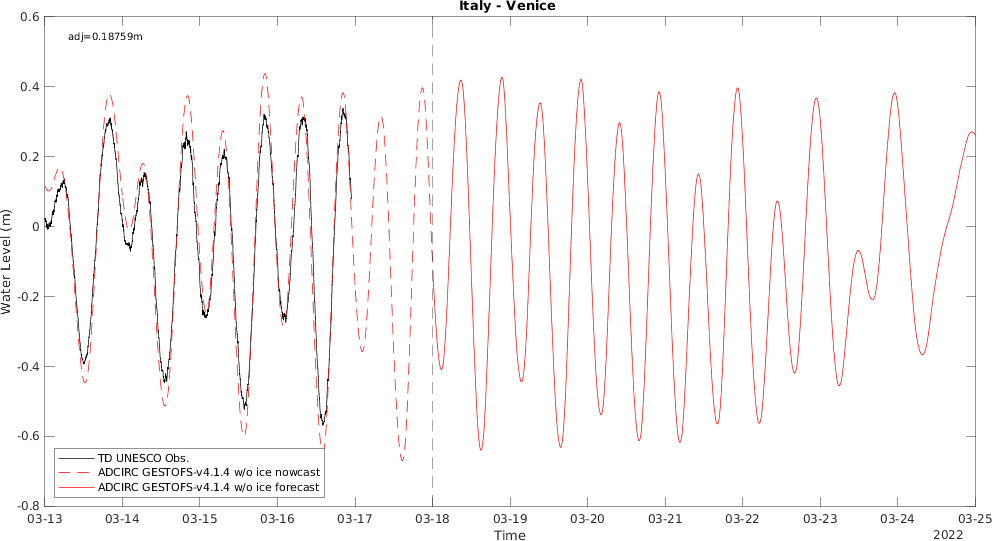 Italy - Venice
adj=0.18759m
0.6
0.4
0.2
0
-0.2
-0.4
-0.6
-0.8
Water Level (m)
TD UNESCO Obs.
ADCIRC GESTOFS-v4.1.4 w/o ice nowcast
ADCIRC GESTOFS-v4.1.4 w/o ice forecast
03-13 03-14 03-15 03-16 03-17 03-18 03-19 03-20 03-21 03-22 03-23 03-24 03-25
Time
2022